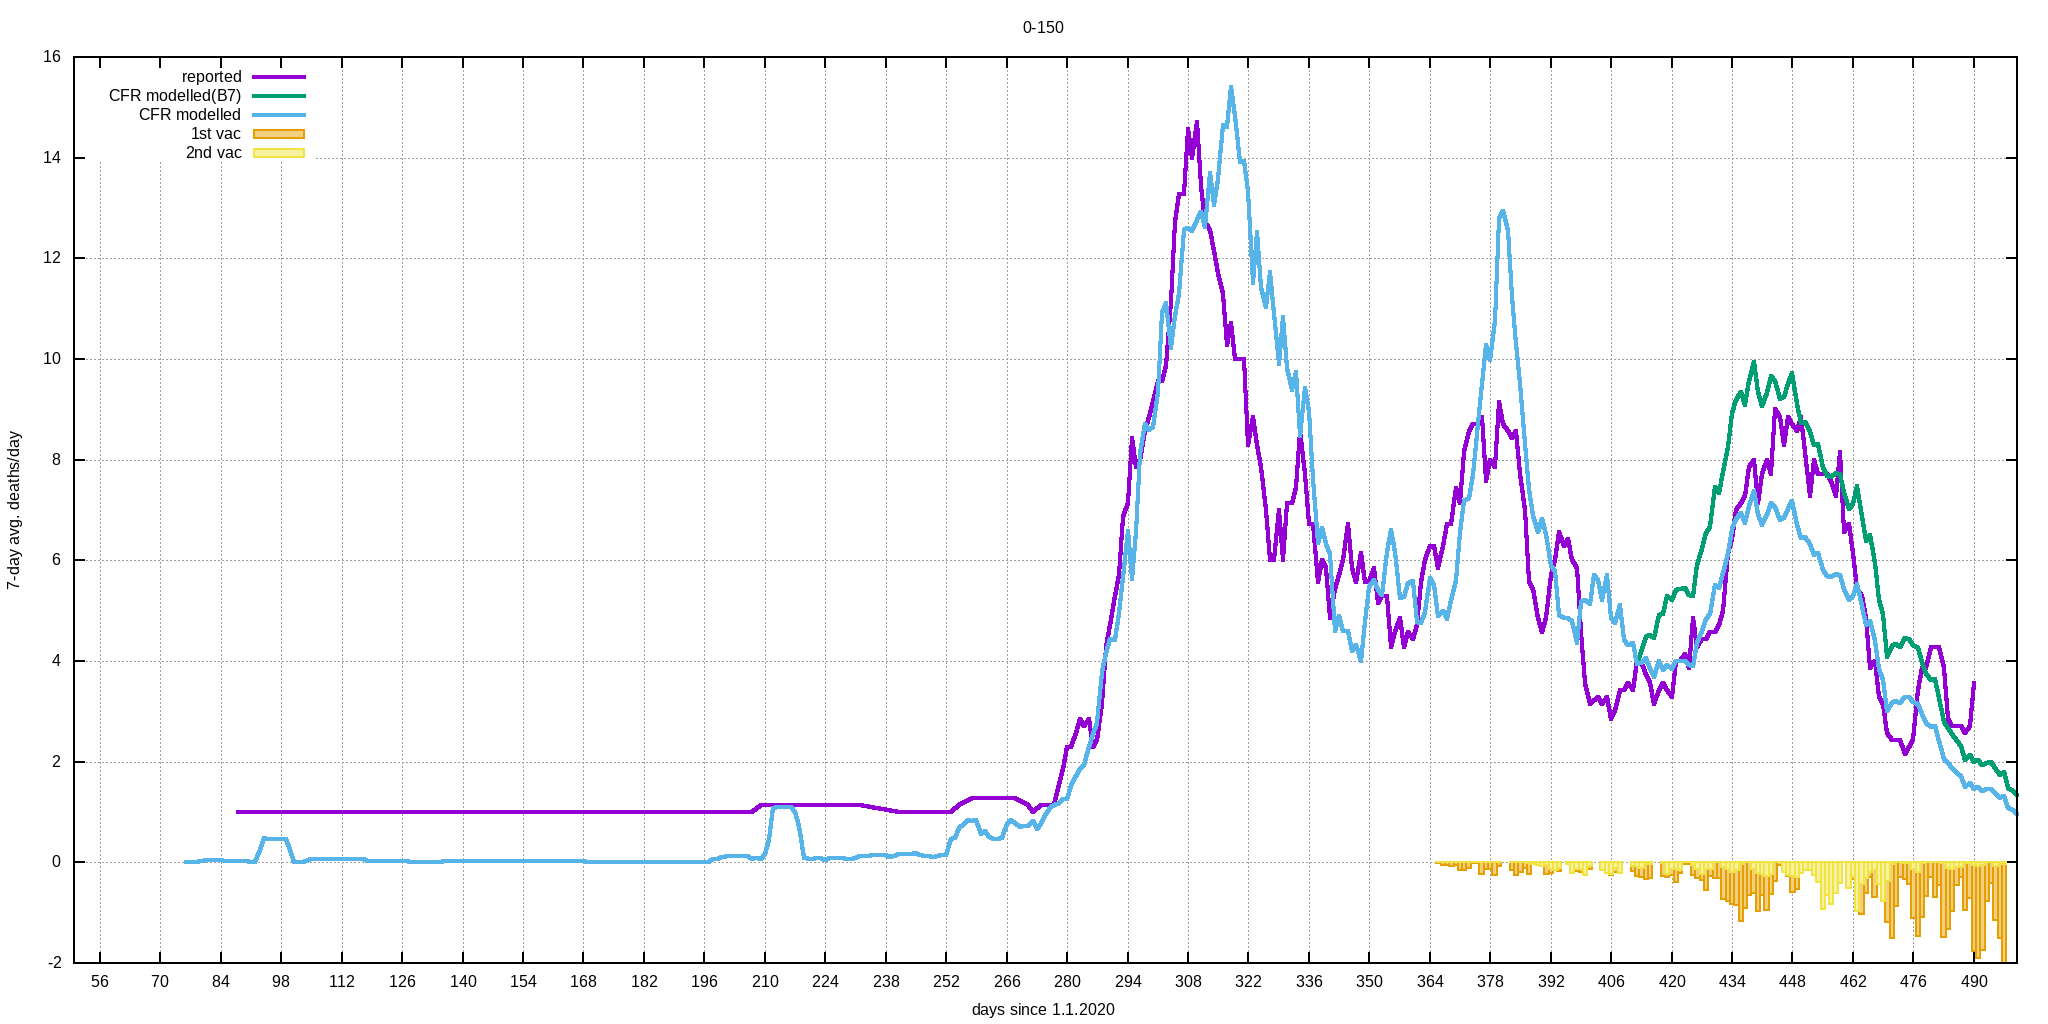 0-150
reported
CFR modelled(B7)
CFR modelled
1st vac
2nd vac
16
14
12
10
8
6
4
2
0
-2
7-day avg. deaths/day
56 70 84 98 112 126 140 154 168 182 196 210 224 238 252 266 280 294 308 322 336 350 364 378 392 406 420 434 448 462 476 490
days since 1.1.2020